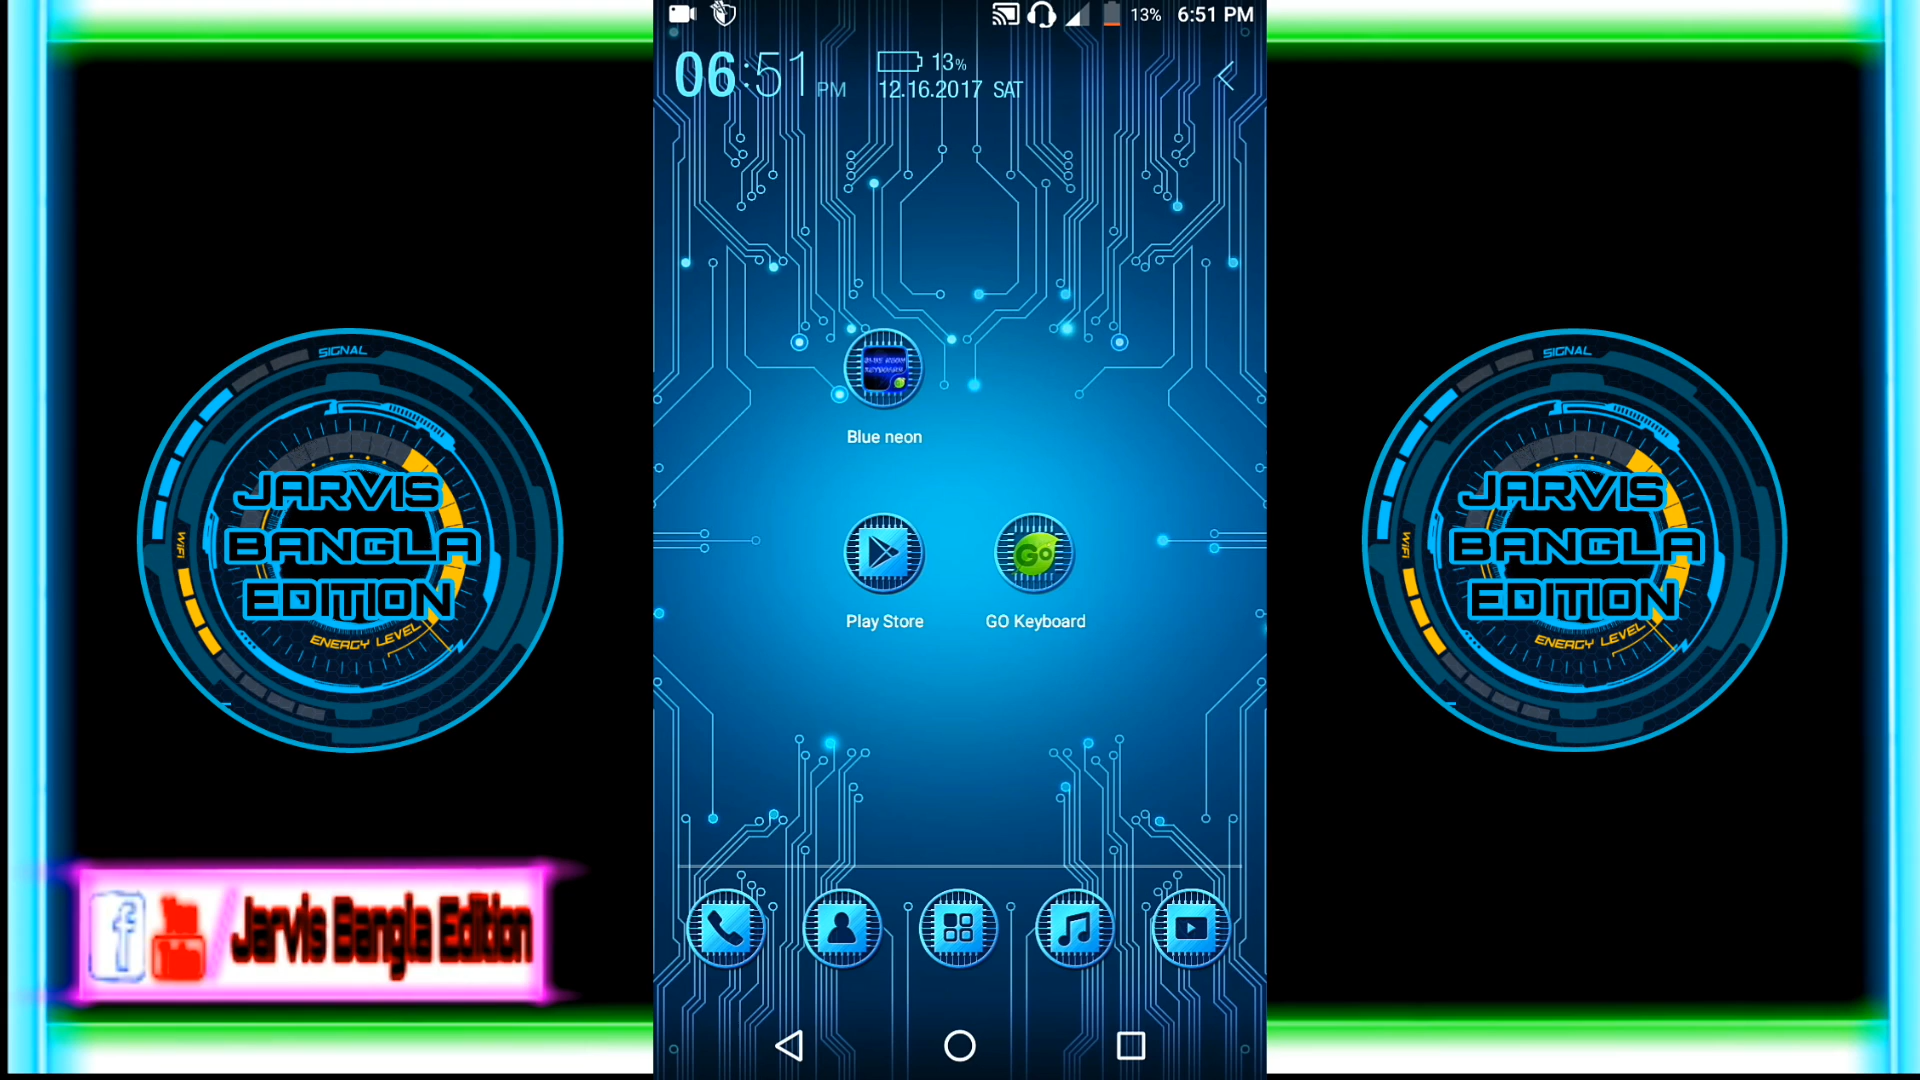 13% 6:51 PM
06:51 PM
13%
12.16.2017 SAT
SIGNAL
WiFi
JARVIS
BANGLA
EDITION
ENERGY LEVEL
Blue neon
Play Store
GO
GO Keyboard
SIGNAL
WiFi
JARVIS
BANGLA
EDITION
ENERGY LEVEL
f Jarvis Bangla Edition